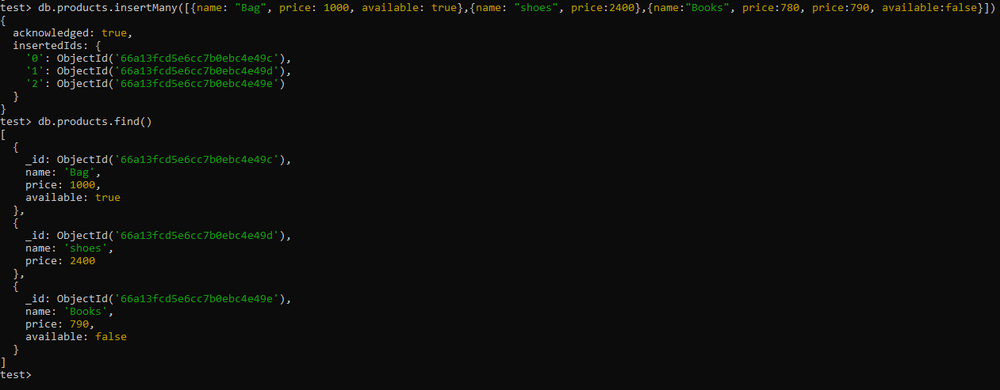 test> db.products.insertMany([{name: "Bag", price: 1000, available: true},{name: "shoes", price:2400},{name:"Books", price:780, price:790, available:false}])
{
  acknowledged: true,
  insertedIds: {
    '0': ObjectId('66a13fcd5e6cc7b0ebc4e49c'),
    '1': ObjectId('66a13fcd5e6cc7b0ebc4e49d'),
    '2': ObjectId('66a13fcd5e6cc7b0ebc4e49e')
  }
}
test> db.products.find()
[
  {
    _id: ObjectId('66a13fcd5e6cc7b0ebc4e49c'),
    name: 'Bag',
    price: 1000,
    available: true
  },
  {
    _id: ObjectId('66a13fcd5e6cc7b0ebc4e49d'),
    name: 'shoes',
    price: 2400
  },
  {
    _id: ObjectId('66a13fcd5e6cc7b0ebc4e49e'),
    name: 'Books',
    price: 790,
    available: false
  }
]
test>